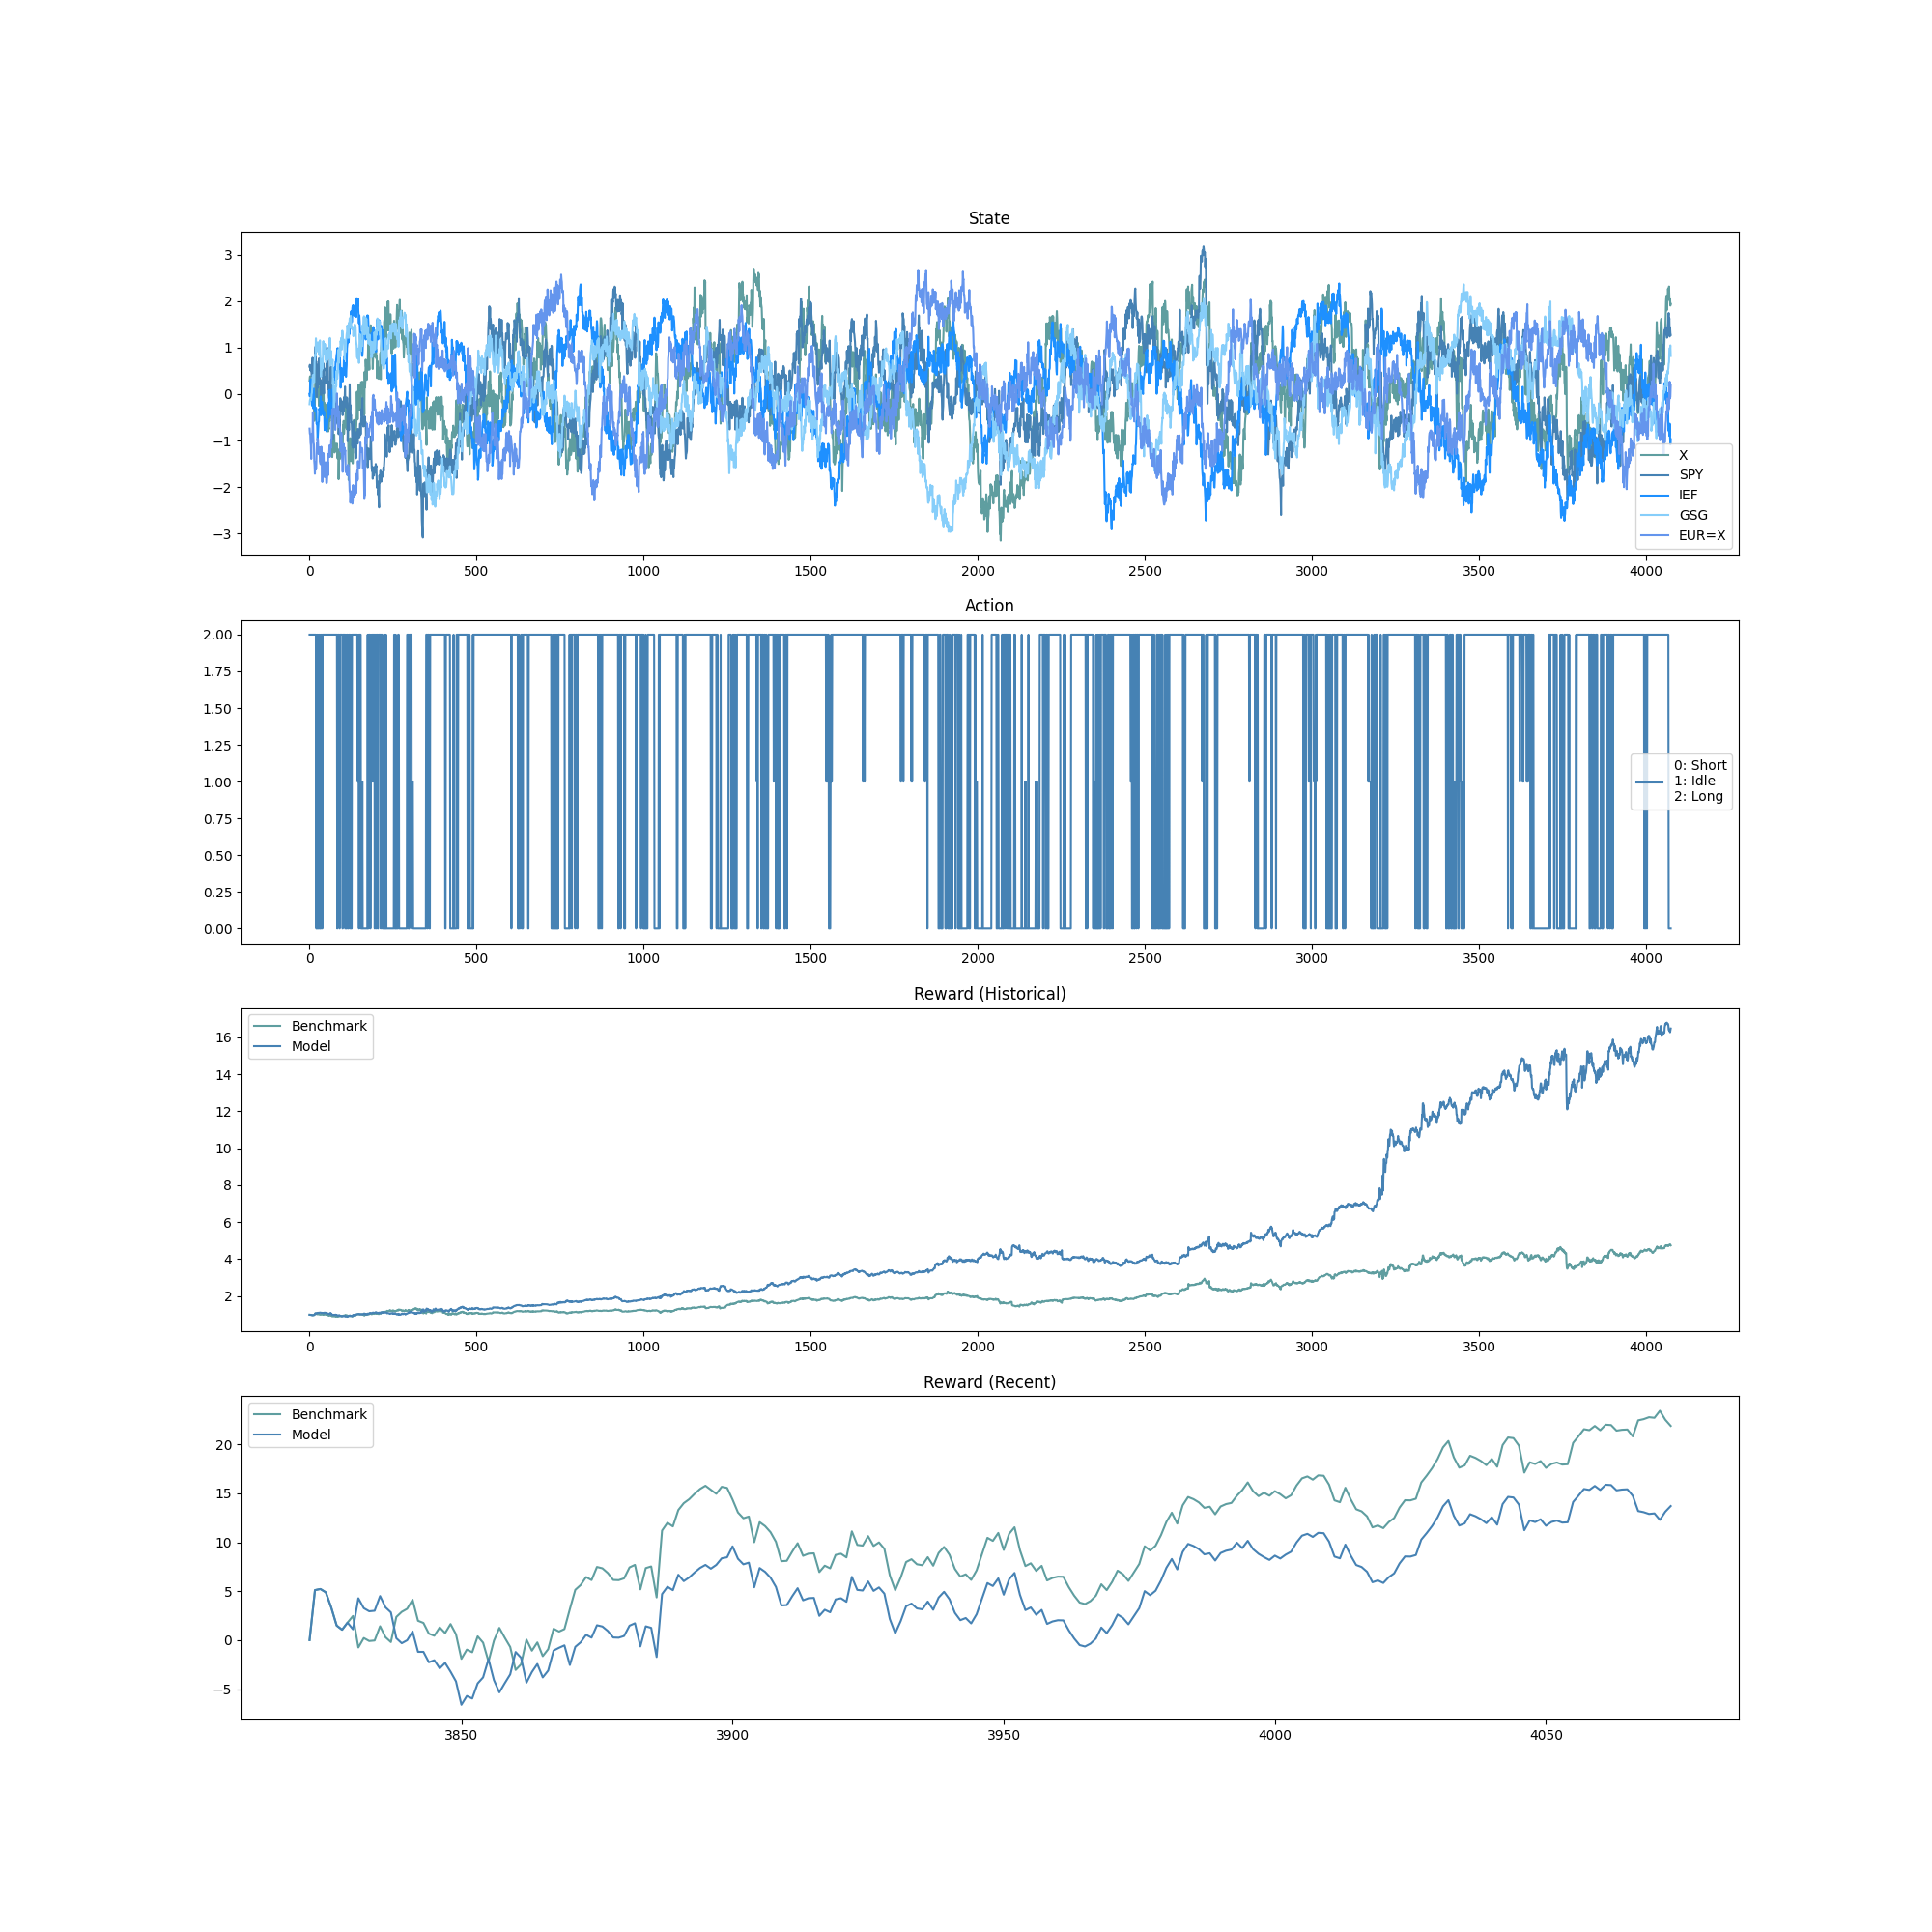 State
3
2
1
0
−1
−2
−3
X
SPY
IEF
GSG
EUR=X
0 500 1000 1500 2000 2500 3000 3500 4000
Action
2.00
1.75
1.50
1.25
1.00
0.75
0.50
0.25
0.00
0: Short
1: Idle
2: Long
0 500 1000 1500 2000 2500 3000 3500 4000
Reward (Historical)
Benchmark
Model
16
14
12
10
8
6
4
2
0 500 1000 1500 2000 2500 3000 3500 4000
Reward (Recent)
Benchmark
Model
20
15
10
5
0
−5
3850 3900 3950 4000 4050